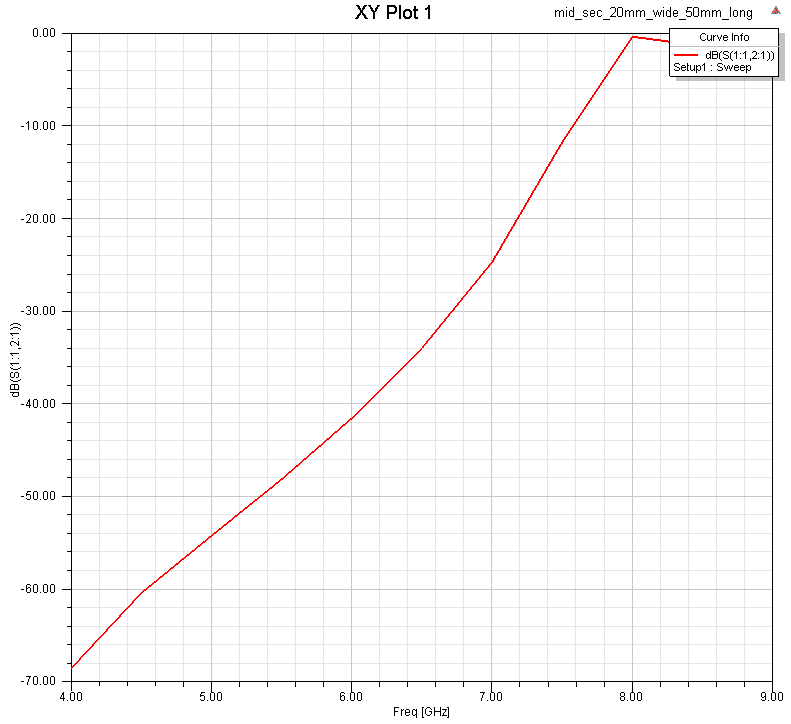 XY Plot 1
mid_sec_20mm_wide_50mm_long
Curve Info
dB(S(1:1,2:1))
Setup1 : Sweep
0.00
-10.00
-20.00
-30.00
-40.00
-50.00
-60.00
-70.00
dB(S(1:1,2:1))
4.00 5.00 6.00 7.00 8.00 9.00
Freq [GHz]